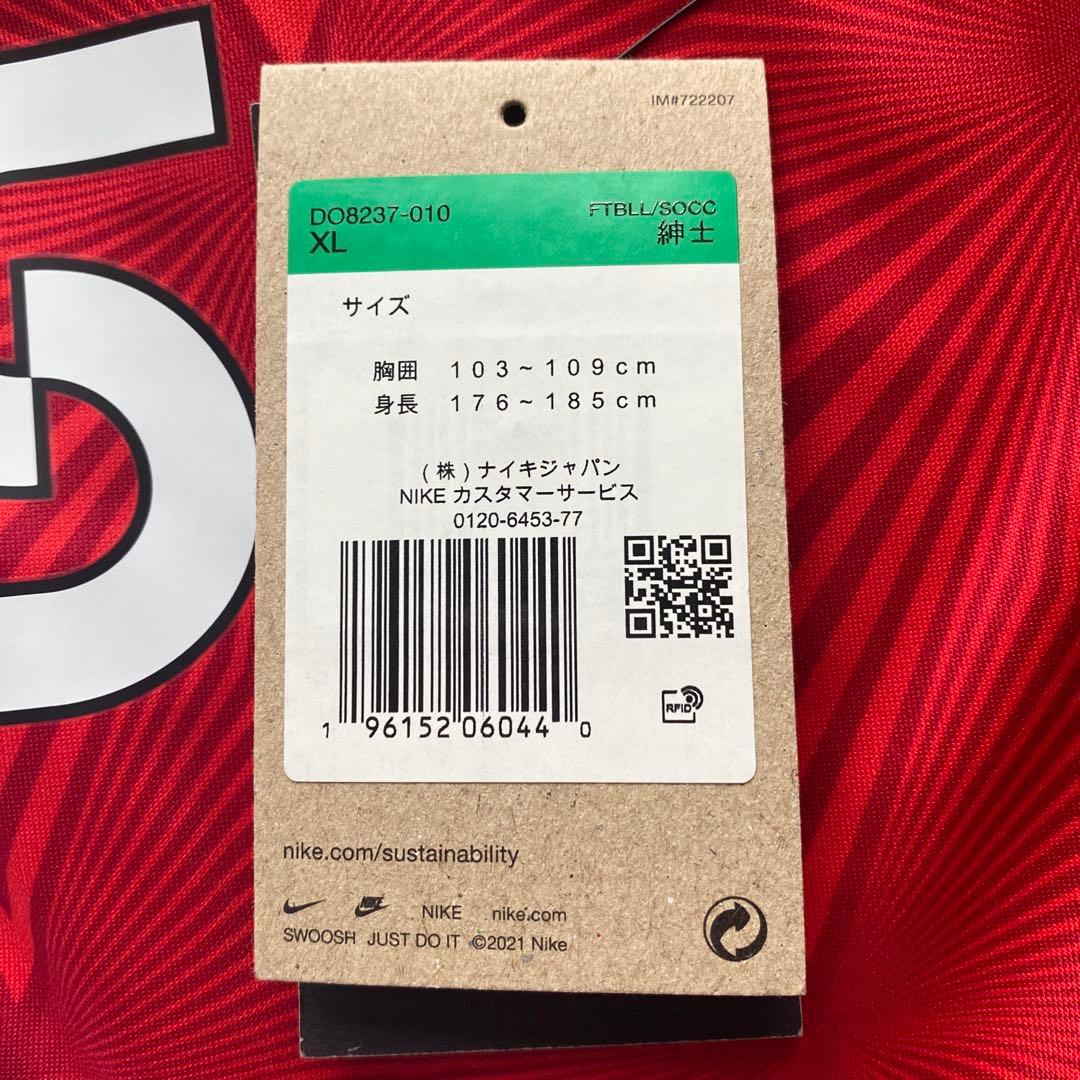 IM#722207
DO8237-010
FTBLL/SOCC
XL
紳士
サイズ
胸囲 103~109cm
身長 176~185cm
(株)ナイキジャパン
NIKE カスタマーサービス
0120-6453-77
RFID
1 96152 06044 0
nike.com/sustainability
NIKE NIKE nike.com
SWOOSH JUST DO IT ©2021 Nike